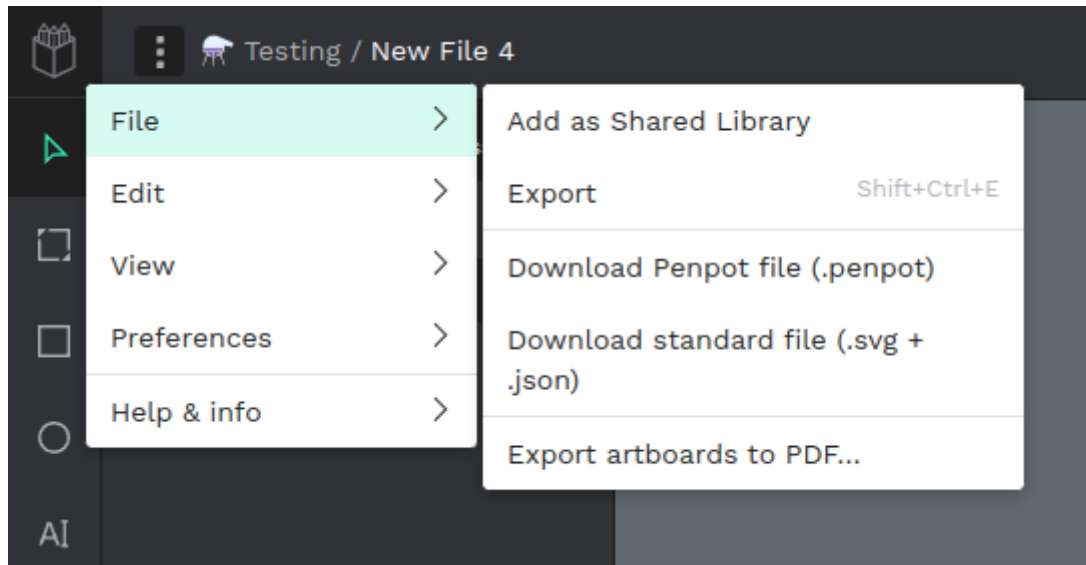 Testing / New File 4
File
Edit
View
Preferences
Help & info
Add as Shared Library
Export Shift+Ctrl+E
Download Penpot file (.penpot)
Download standard file (.svg +
.json)
Export artboards to PDF...
AI